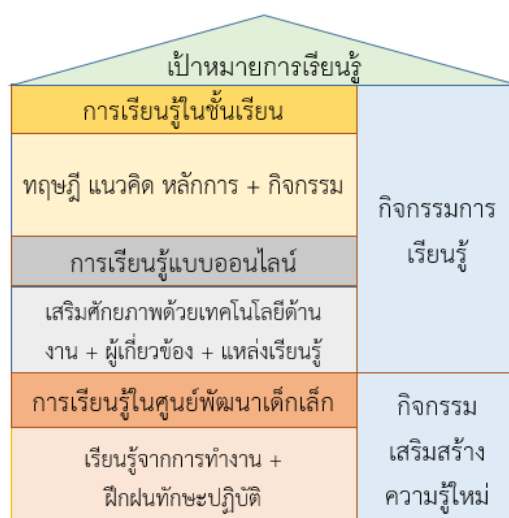 เป้าหมายการเรียนรู้
การเรียนรู้ในชั้นเรียน
ทฤษฎี แนวคิด หลักการ + กิจกรรม
กิจกรรมการ
เรียนรู้
การเรียนรู้แบบออนไลน์
เสริมศักยภาพด้วยเทคโนโลยีด้าน
งาน + ผู้เกี่ยวข้อง + แหล่งเรียนรู้
การเรียนรู้ในศูนย์พัฒนาเด็กเล็ก
เรียนรู้จากการทำงาน +
ฝึกฝนทักษะปฏิบัติ
กิจกรรม
เสริมสร้าง
ความรู้ใหม่